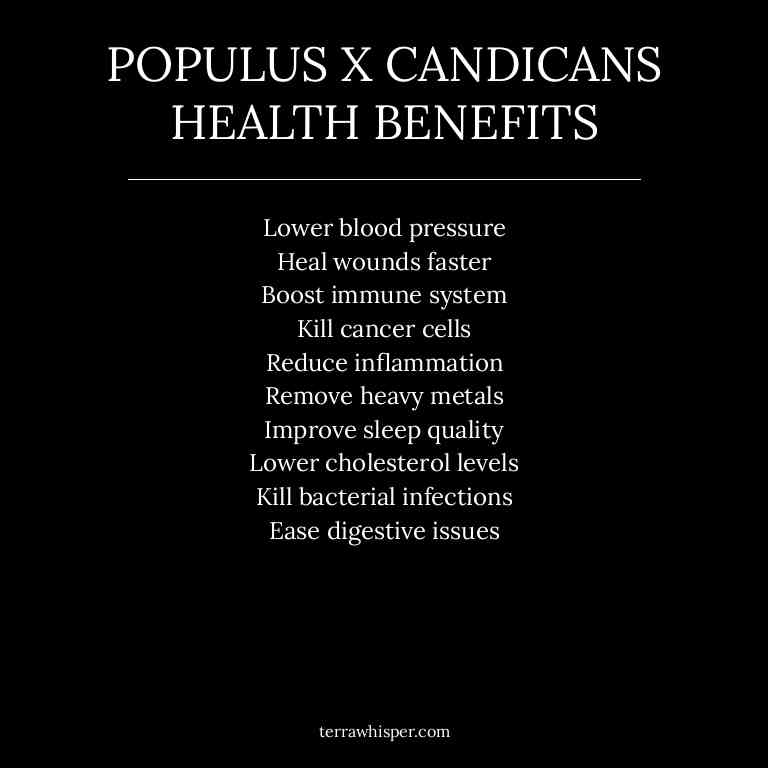 POPULUS X CANDICANS
HEALTH BENEFITS
Lower blood pressure
Heal wounds faster
Boost immune system
Kill cancer cells
Reduce inflammation
Remove heavy metals
Improve sleep quality
Lower cholesterol levels
Kill bacterial infections
Ease digestive issues
terrawhisper.com